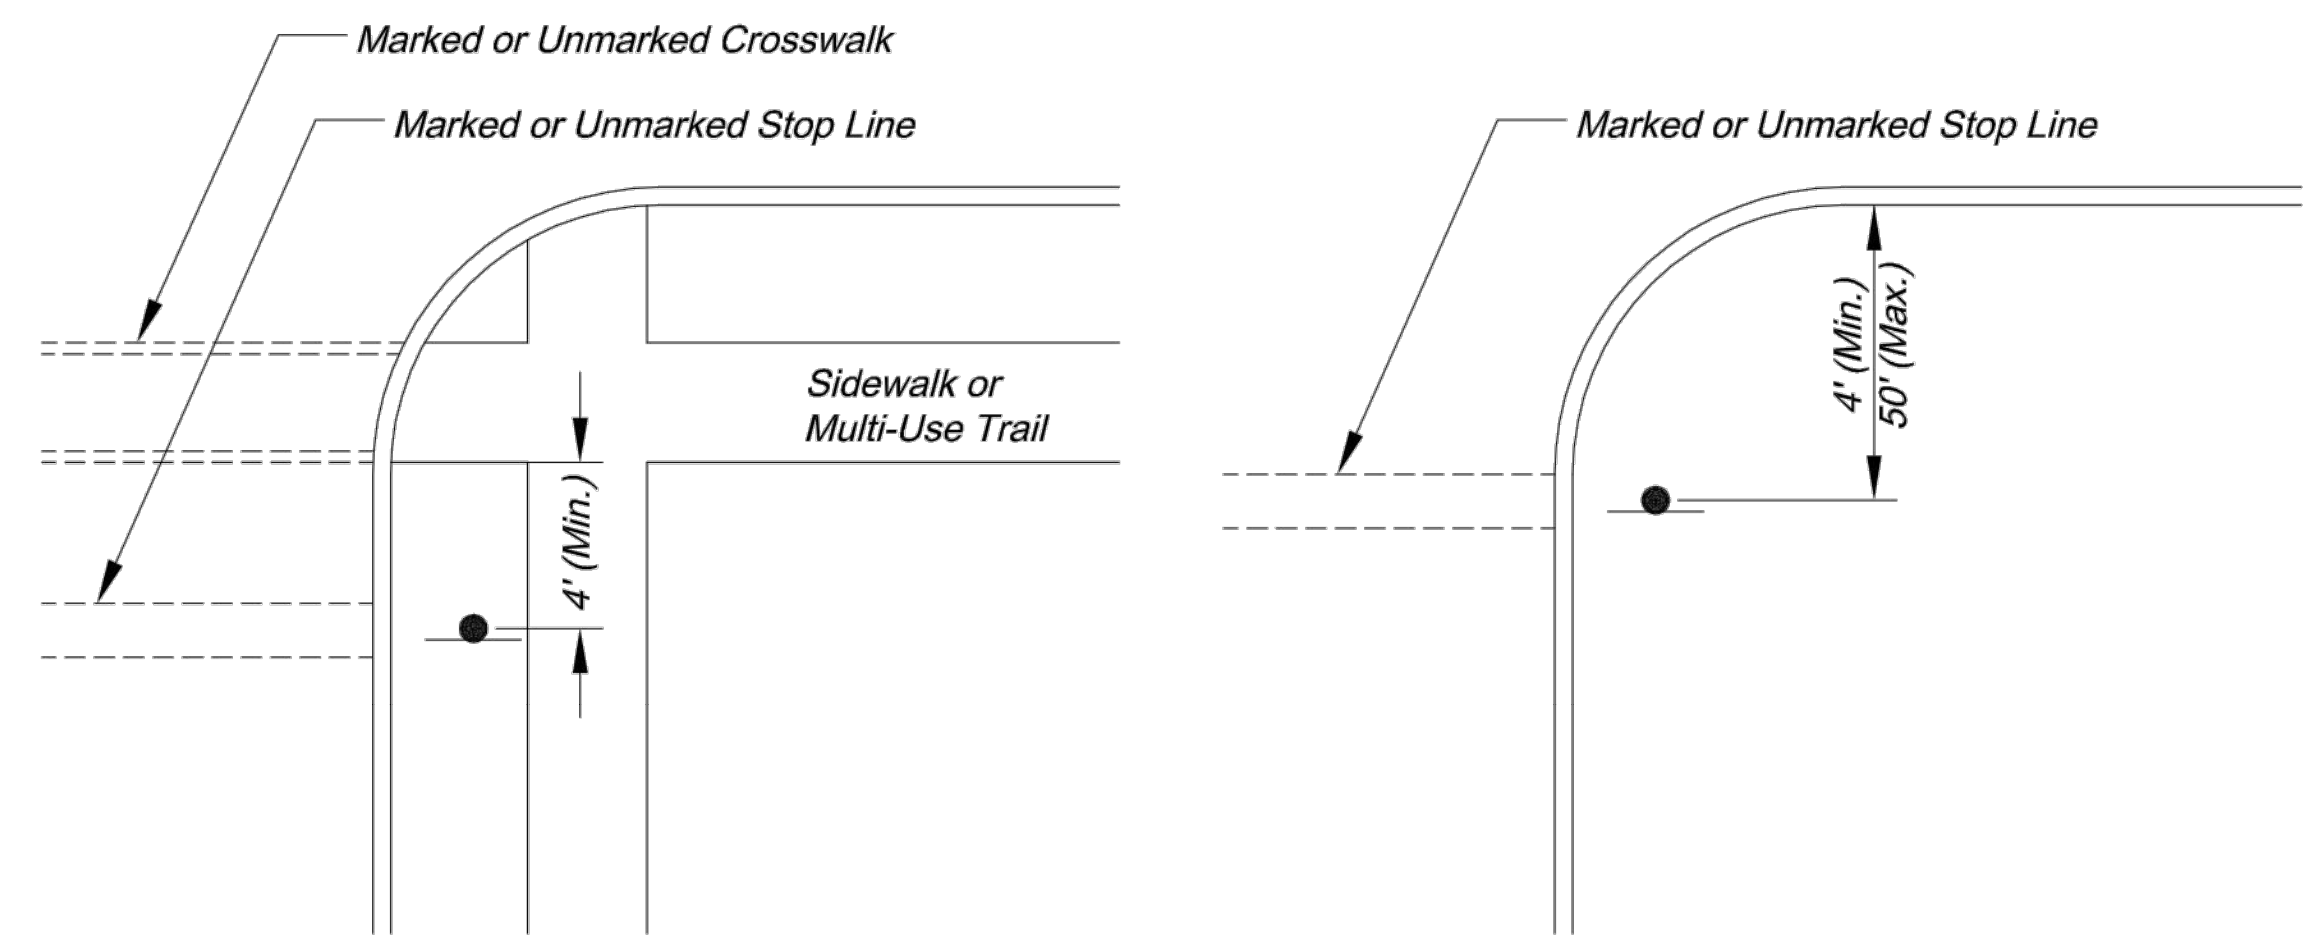 Marked or Unmarked Crosswalk
Marked or Unmarked Stop Line
Sidewalk or
Multi-Use Trail
4' (Min.)
Marked or Unmarked Stop Line
4' (Min.)
50' (Max.)